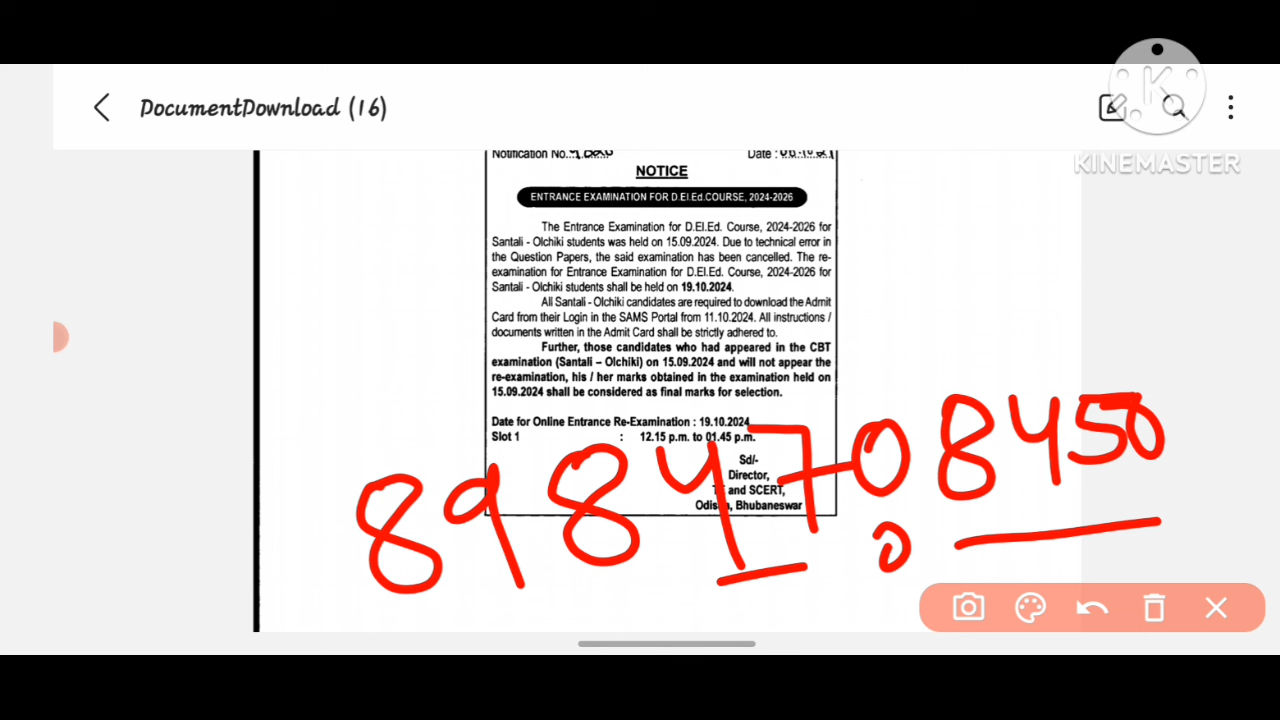 DocumentDownload (16)
KINEMASTER
Notification No.
Date :
NOTICE
ENTRANCE EXAMINATION FOR D.El.Ed.COURSE, 2024-2026
The Entrance Examination for D.El.Ed. Course, 2024-2026 for
Santali - Olchiki students was held on 15.09.2024. Due to technical error in
the Question Papers, the said examination has been cancelled. The re-
examination for Entrance Examination for D.El.Ed. Course, 2024-2026 for
Santali - Olchiki students shall be held on 19.10.2024.
All Santali - Olchiki candidates are required to download the Admit
Card from their Login in the SAMS Portal from 11.10.2024. All instructions /
documents written in the Admit Card shall be strictly adhered to.
Further, those candidates who had appeared in the CBT
examination (Santali – Olchiki) on 15.09.2024 and will not appear the
re-examination, his / her marks obtained in the examination held on
15.09.2024 shall be considered as final marks for selection.
Date for Online Entrance Re-Examination : 19.10.2024
Slot 1 : 12.15 p.m. to 01.45 p.m.
Sd/-
Director,
and SCERT,
Bhubaneswar
8984708450
0